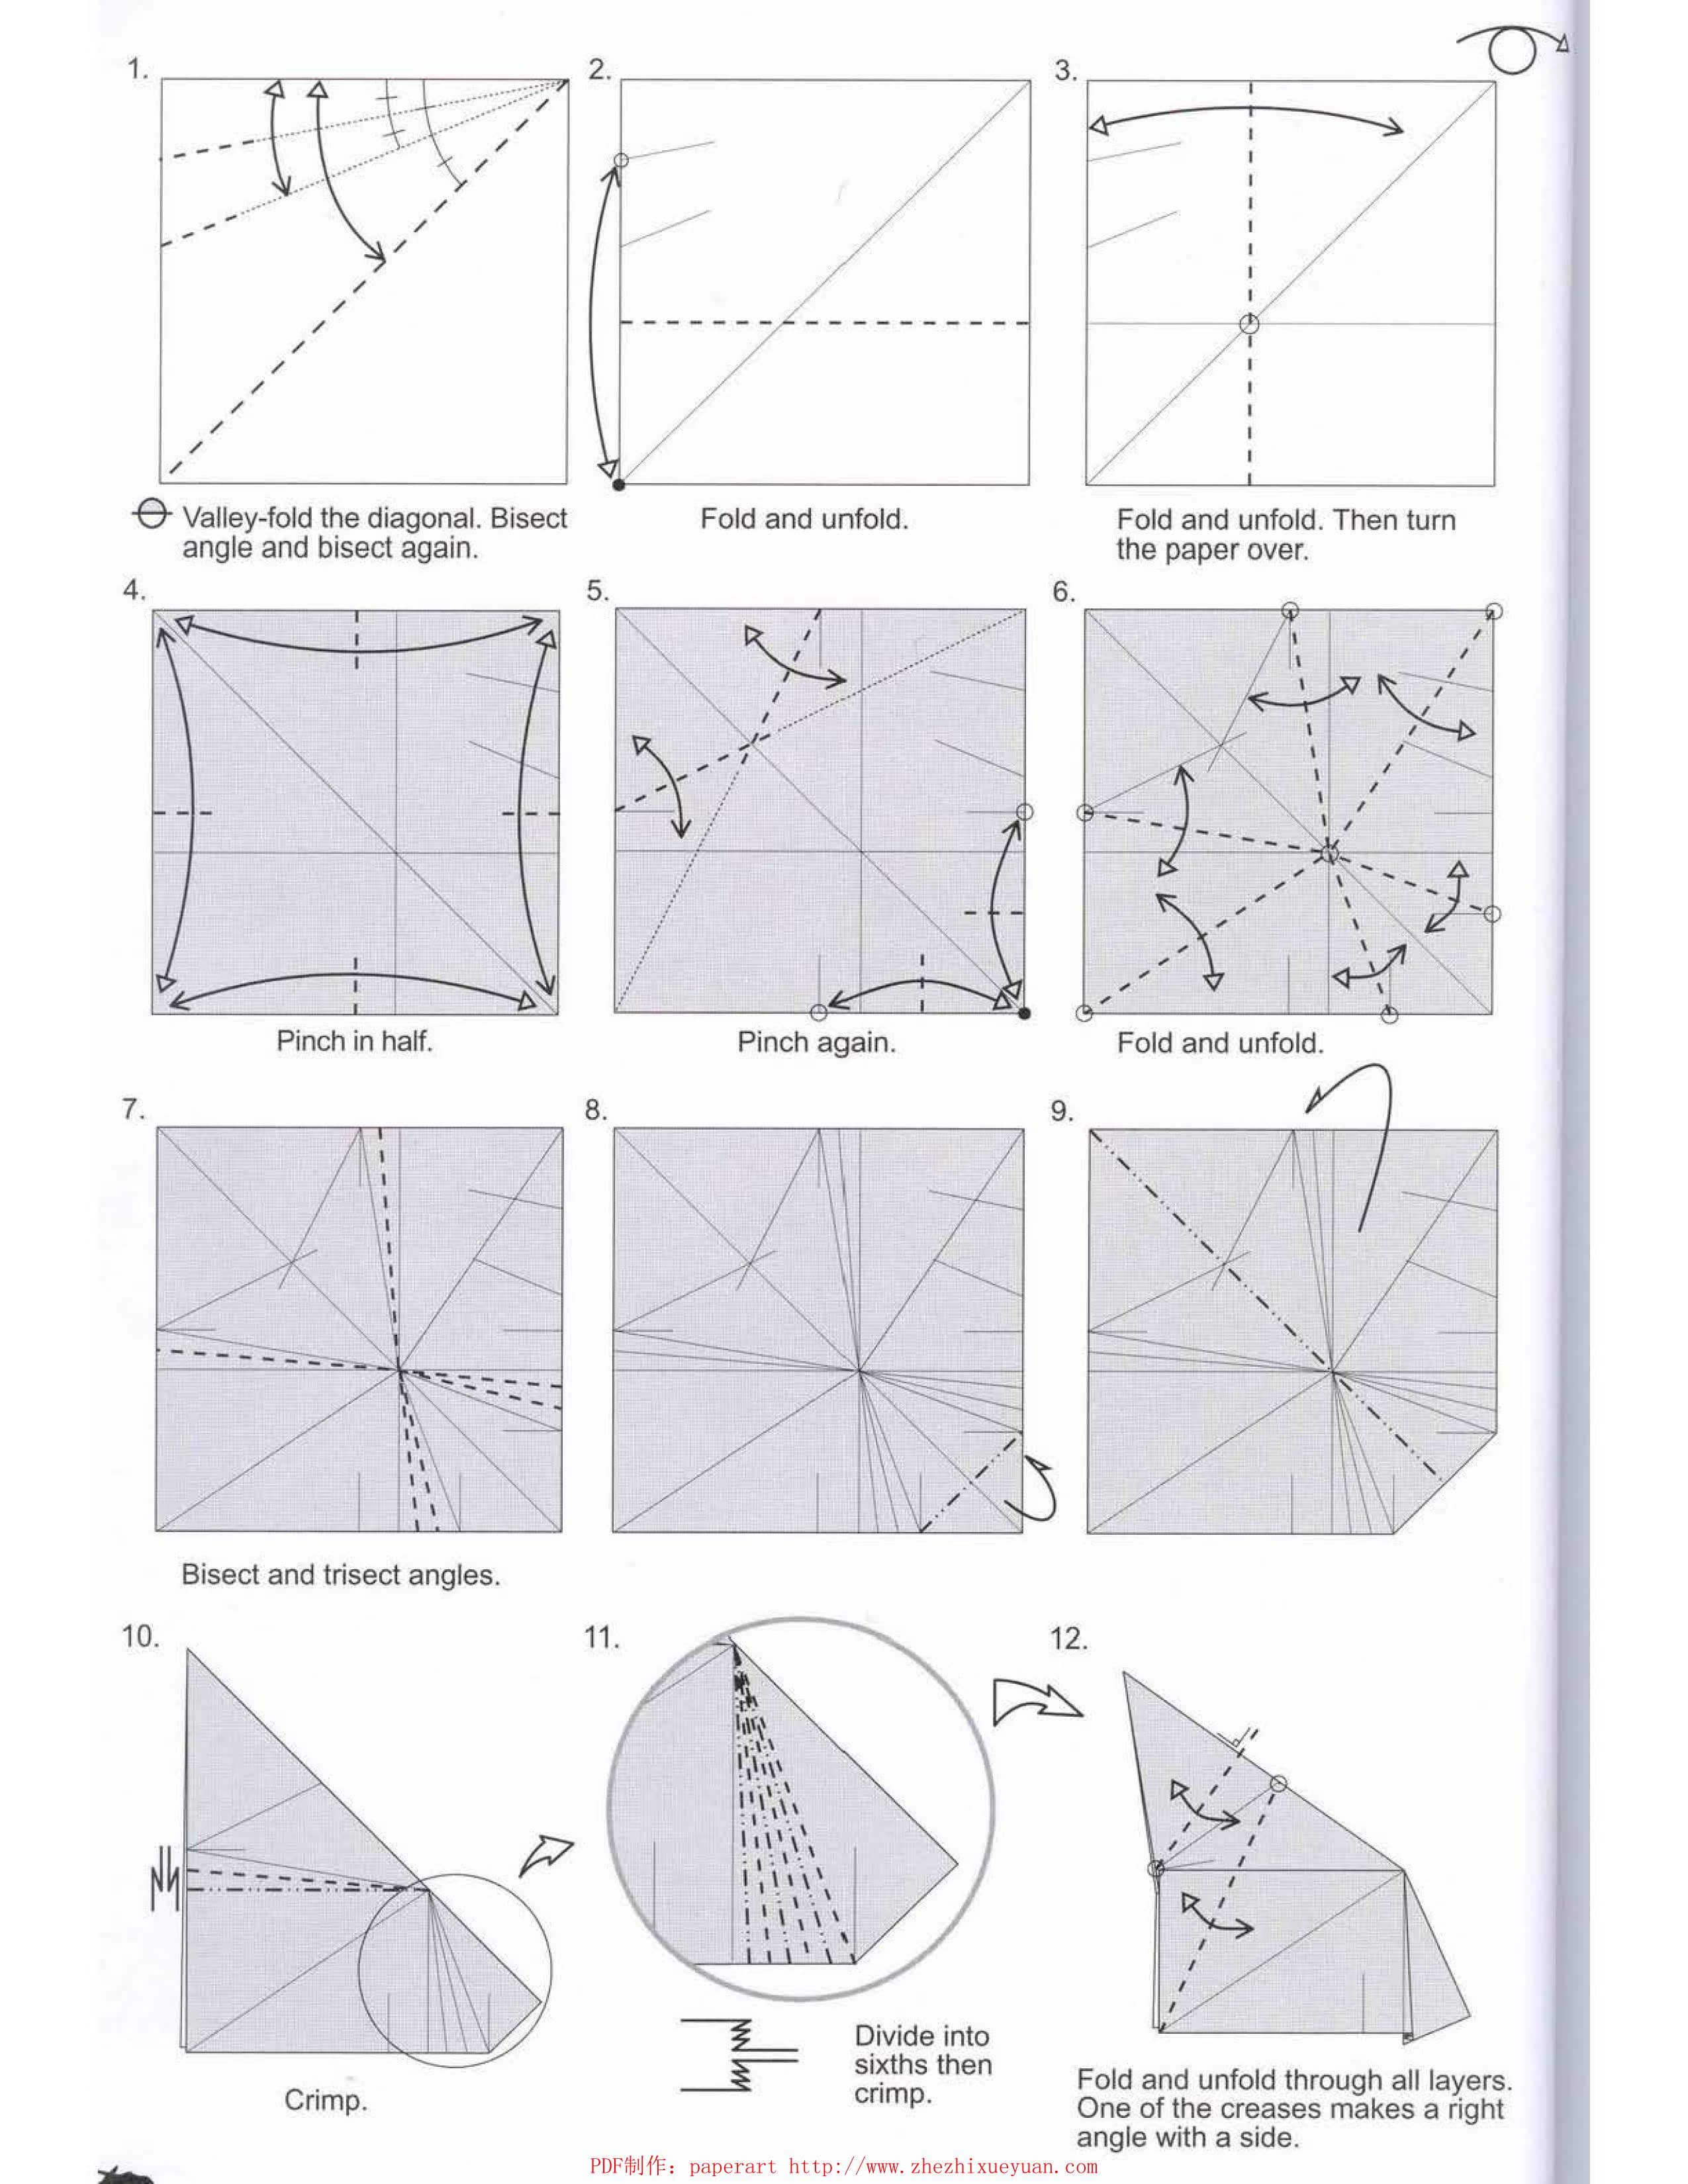 1.
2.
3.
Valley-fold the diagonal. Bisect
angle and bisect again.
Fold and unfold.
Fold and unfold. Then turn
the paper over.
4.
5.
6.
Pinch in half.
Pinch again.
Fold and unfold.
7.
8.
9.
Bisect and trisect angles.
10.
11.
12.
Crimp.
Divide into
sixths then
crimp.
Fold and unfold through all layers.
One of the creases makes a right
angle with a side.
PDF制作：paperart http://www.zhezhixueyuan.com